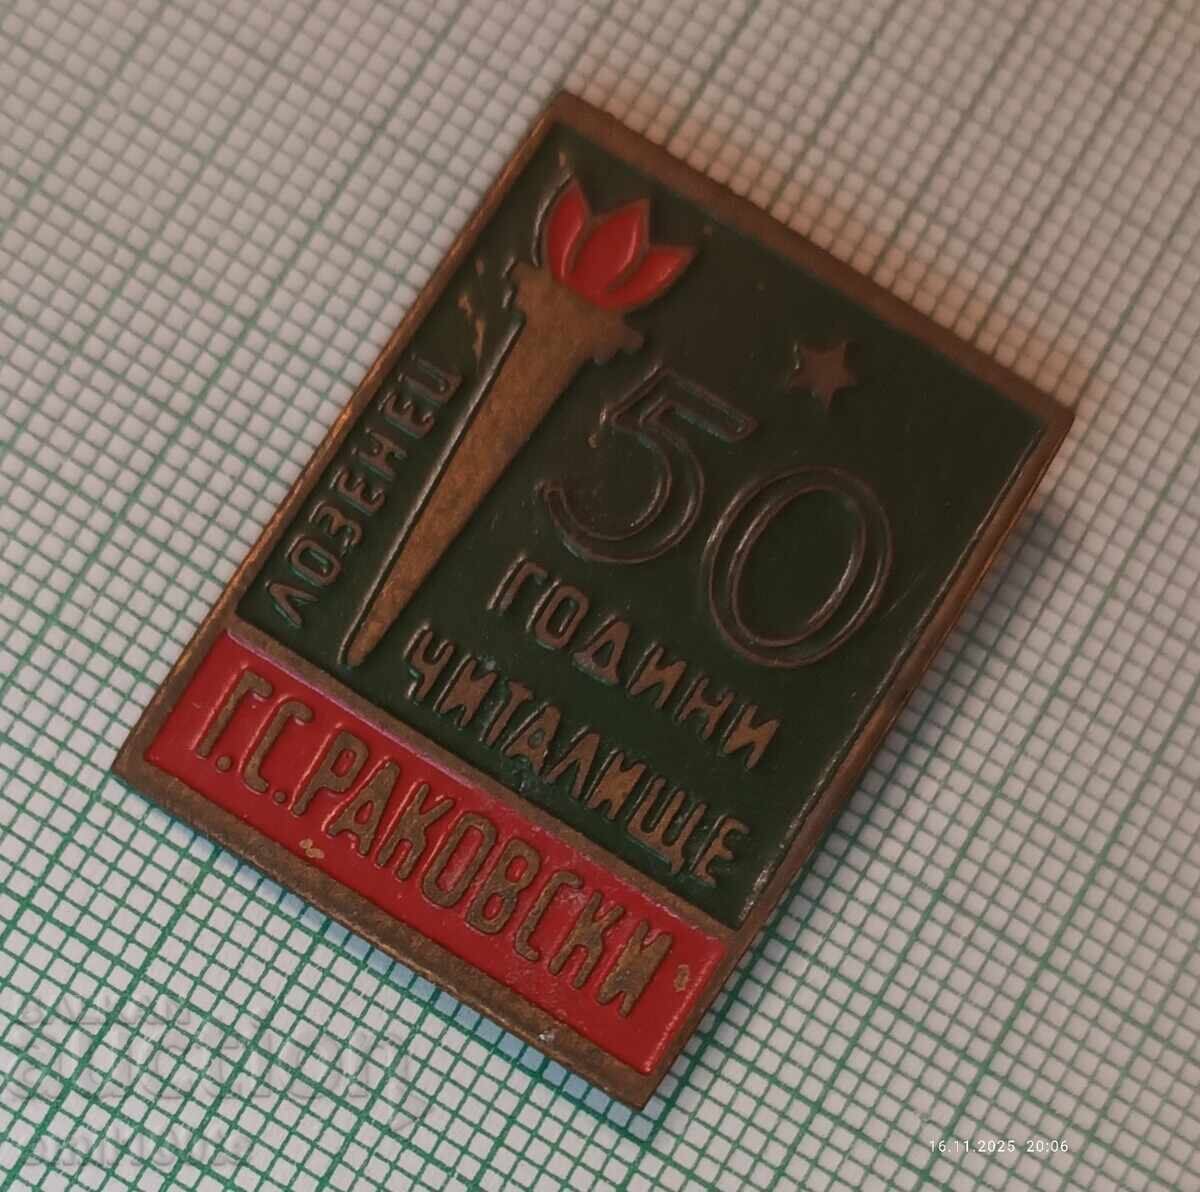 ЛОЗЕНЕЦ
50
ГОДИНИ
ЧИТАЛИЩЕ
Г.С.РАКОВСКИ
16.11.2025 20:06